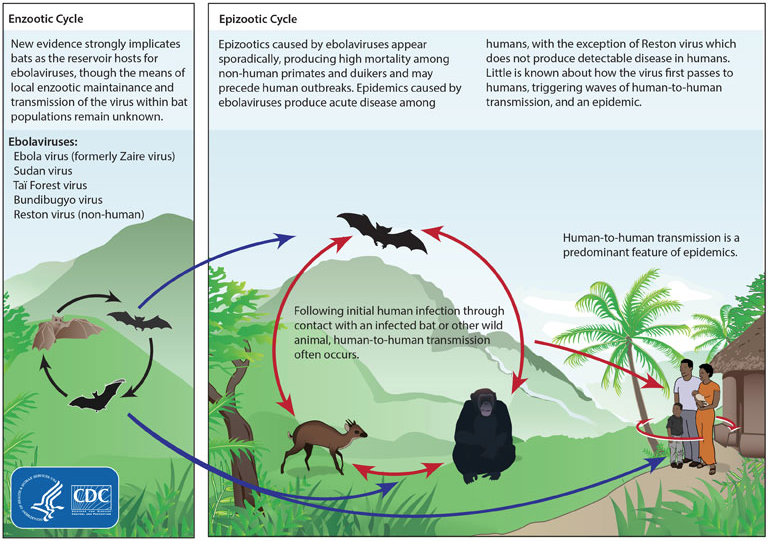 Enzootic Cycle
New evidence strongly implicates
bats as the reservoir hosts for
ebolaviruses, though the means of
local enzootic maintainance and
transmission of the virus within bat
populations remain unknown.
Ebolaviruses:
Ebola virus (formerly Zaire virus)
Sudan virus
Taï Forest virus
Bundibugyo virus
Reston virus (non-human)
Epizootic Cycle
Epizootics caused by ebolaviruses appear
sporadically, producing high mortality among
non-human primates and duikers and may
precede human outbreaks. Epidemics caused by
ebolaviruses produce acute disease among
humans, with the exception of Reston virus which
does not produce detectable disease in humans.
Little is known about how the virus first passes to
humans, triggering waves of human-to-human
transmission, and an epidemic.
Human-to-human transmission is a
predominant feature of epidemics.
Following initial human infection through
contact with an infected bat or other wild
animal, human-to-human transmission
often occurs.
CDC